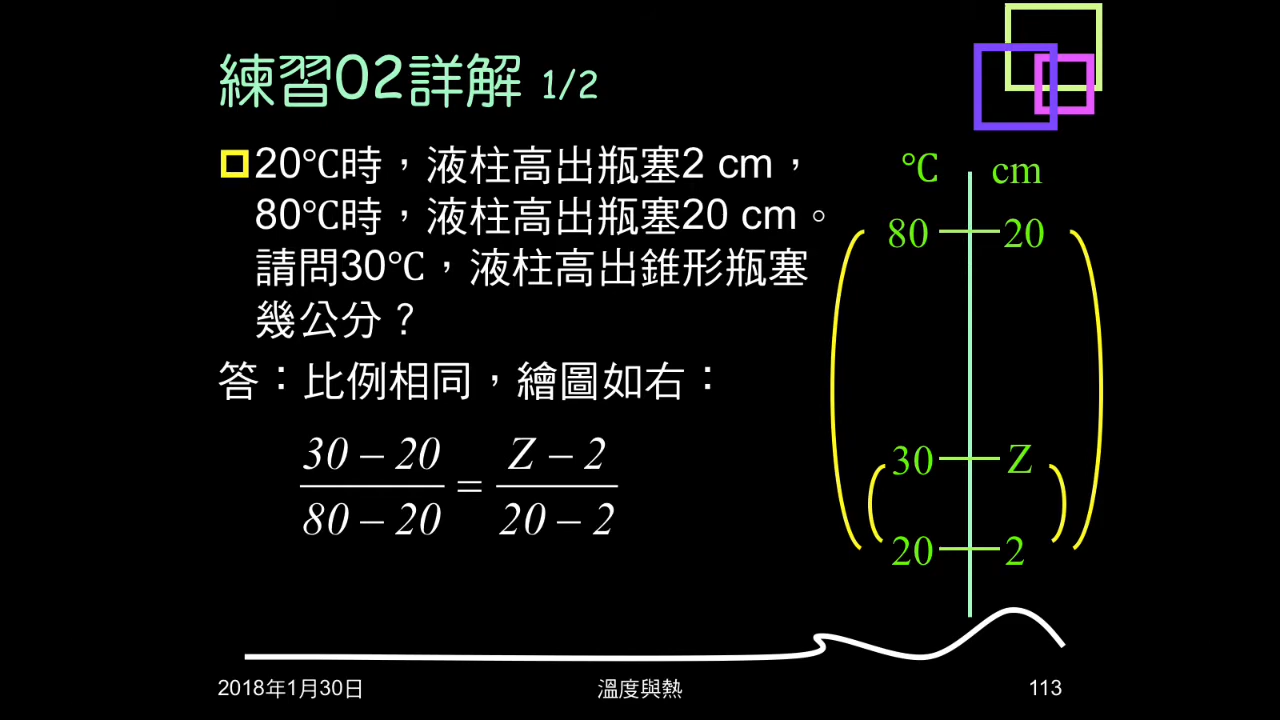 練習02詳解 1/2
20℃時，液柱高出瓶塞2 cm，
80℃時，液柱高出瓶塞20 cm。
請問30℃，液柱高出錐形瓶塞
幾公分？
答：比例相同，繪圖如右：
30 − 20 / 80 − 20 = Z − 2 / 20 − 2
℃ cm
80 20
30 Z
20 2
2018年1月30日 溫度與熱 113